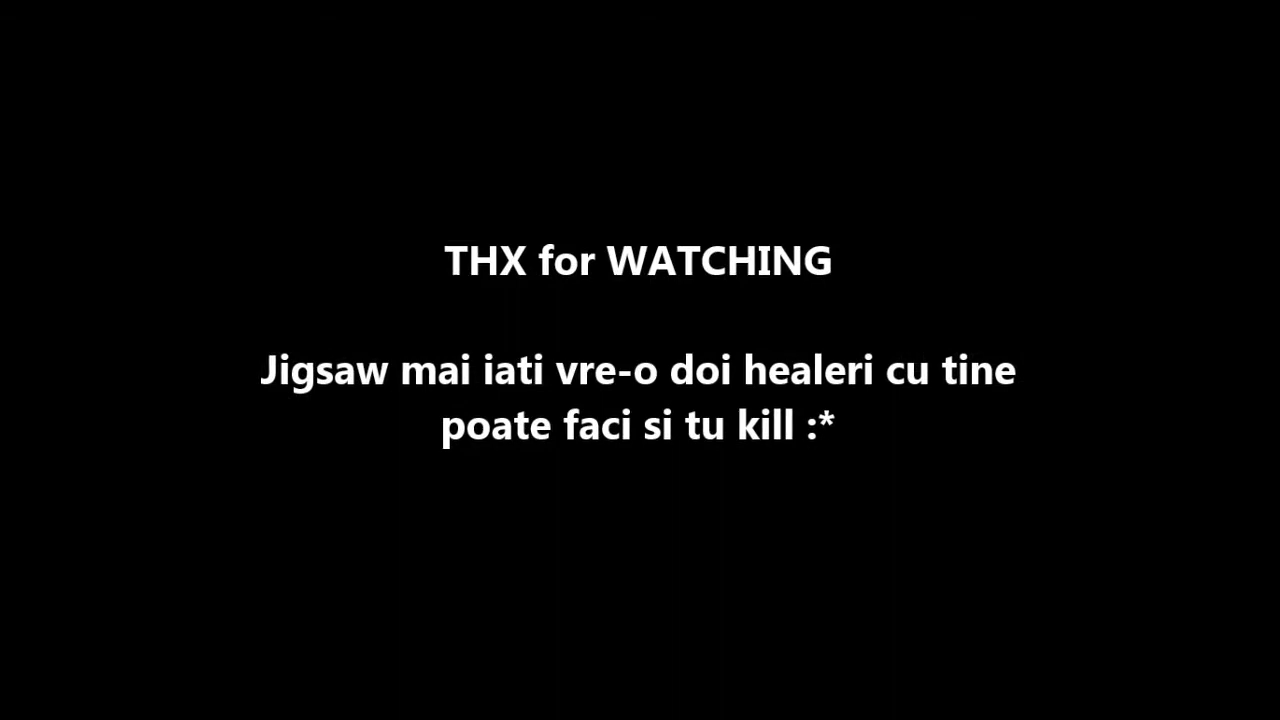 THX for WATCHING
Jigsaw mai iati vre-o doi healeri cu tine
poate faci si tu kill :*